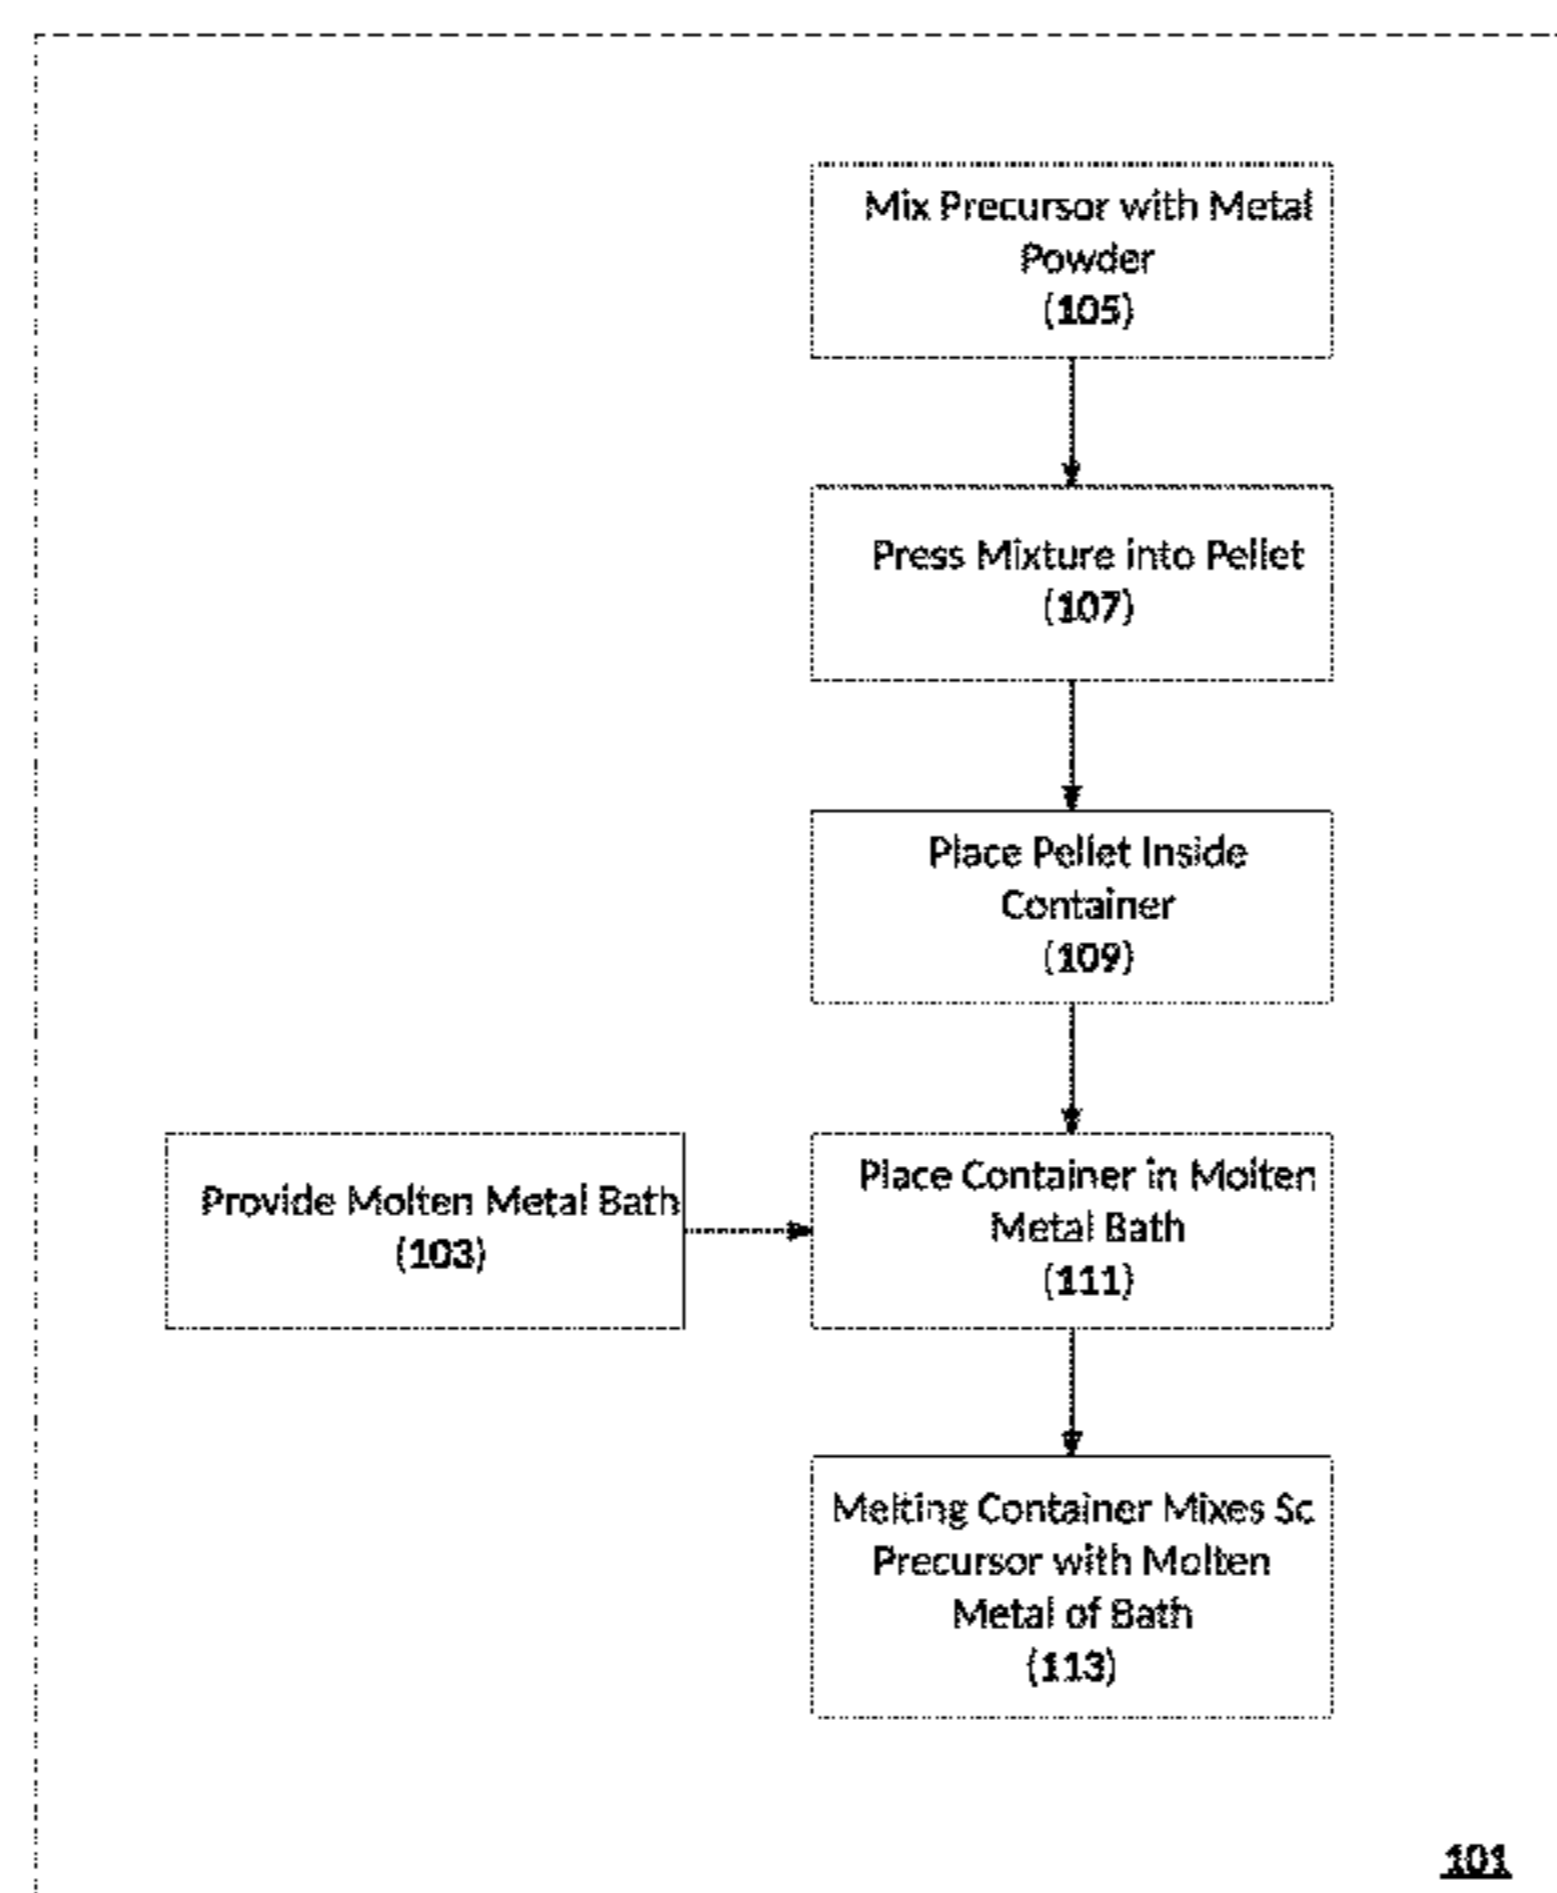 Mix Precursor with Metal
Powder
(105)
Press Mixture into Pellet
(107)
Place Pellet Inside
Container
(109)
Provide Molten Metal Bath
(103)
Place Container in Molten
Metal Bath
(111)
Melting Container Mixes Sc
Precursor with Molten
Metal of Bath
(113)
101